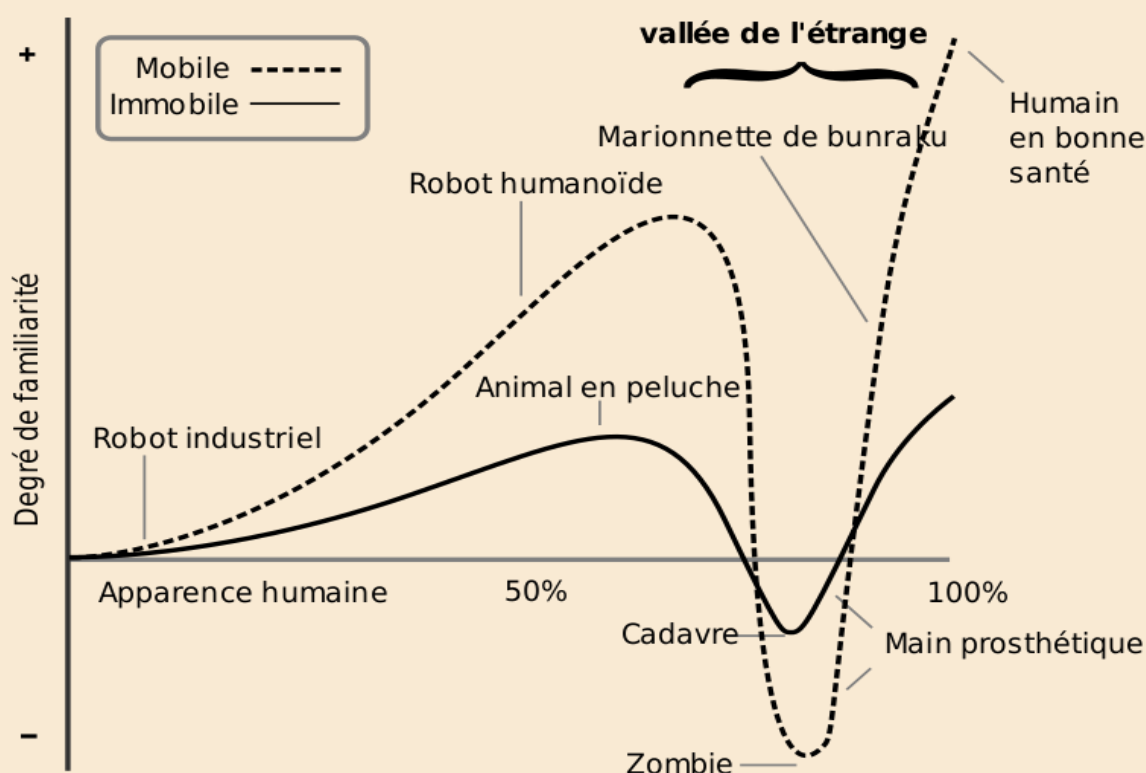 vallée de l'étrange
+
Mobile
Immobile
Humain
en bonne
santé
Marionnette de bunraku
Robot humanoïde
Animal en peluche
Robot industriel
Degré de familiarité
Apparence humaine
50%
100%
Cadavre
Main prosthétique
–
Zombie